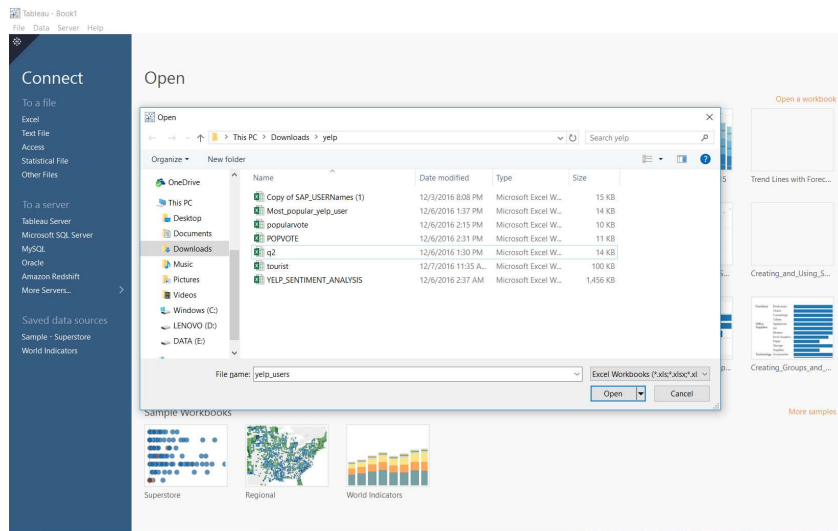 Tableau - Book1
File Data Server Help
Connect
To a file
Excel
Text File
Access
Statistical File
Other Files
To a server
Tableau Server
Microsoft SQL Server
MySQL
Oracle
Amazon Redshift
More Servers...
Saved data sources
Sample - Superstore
World Indicators
Open
Open a workbook
Open
This PC > Downloads > yelp
Search yelp
Organize
New folder
OneDrive
This PC
Desktop
Documents
Downloads
Music
Pictures
Videos
Windows (C:)
LENOVO (D:)
DATA (E:)
Name Date modified Type Size
Copy of SAP_USERNames (1) 12/3/2016 8:08 PM Microsoft Excel W... 15 KB
Most_popular_yelp_user 12/6/2016 1:37 PM Microsoft Excel W... 14 KB
popularvote 12/6/2016 2:15 PM Microsoft Excel W... 10 KB
POPVOTE 12/6/2016 2:31 PM Microsoft Excel W... 11 KB
q2 12/6/2016 1:30 PM Microsoft Excel W... 14 KB
tourist 12/7/2016 11:35 A... Microsoft Excel W... 100 KB
YELP_SENTIMENT_ANALYSIS 12/6/2016 2:37 AM Microsoft Excel W... 1,456 KB
File name: yelp_users
Excel Workbooks (*.xls;*.xlsx;*.xl
Open Cancel
5
Trend Lines with Forec...
S...
Creating_and_Using_S...
p...
Creating_Groups_and_...
Sample Workbooks
More samples
Superstore
Regional
World Indicators